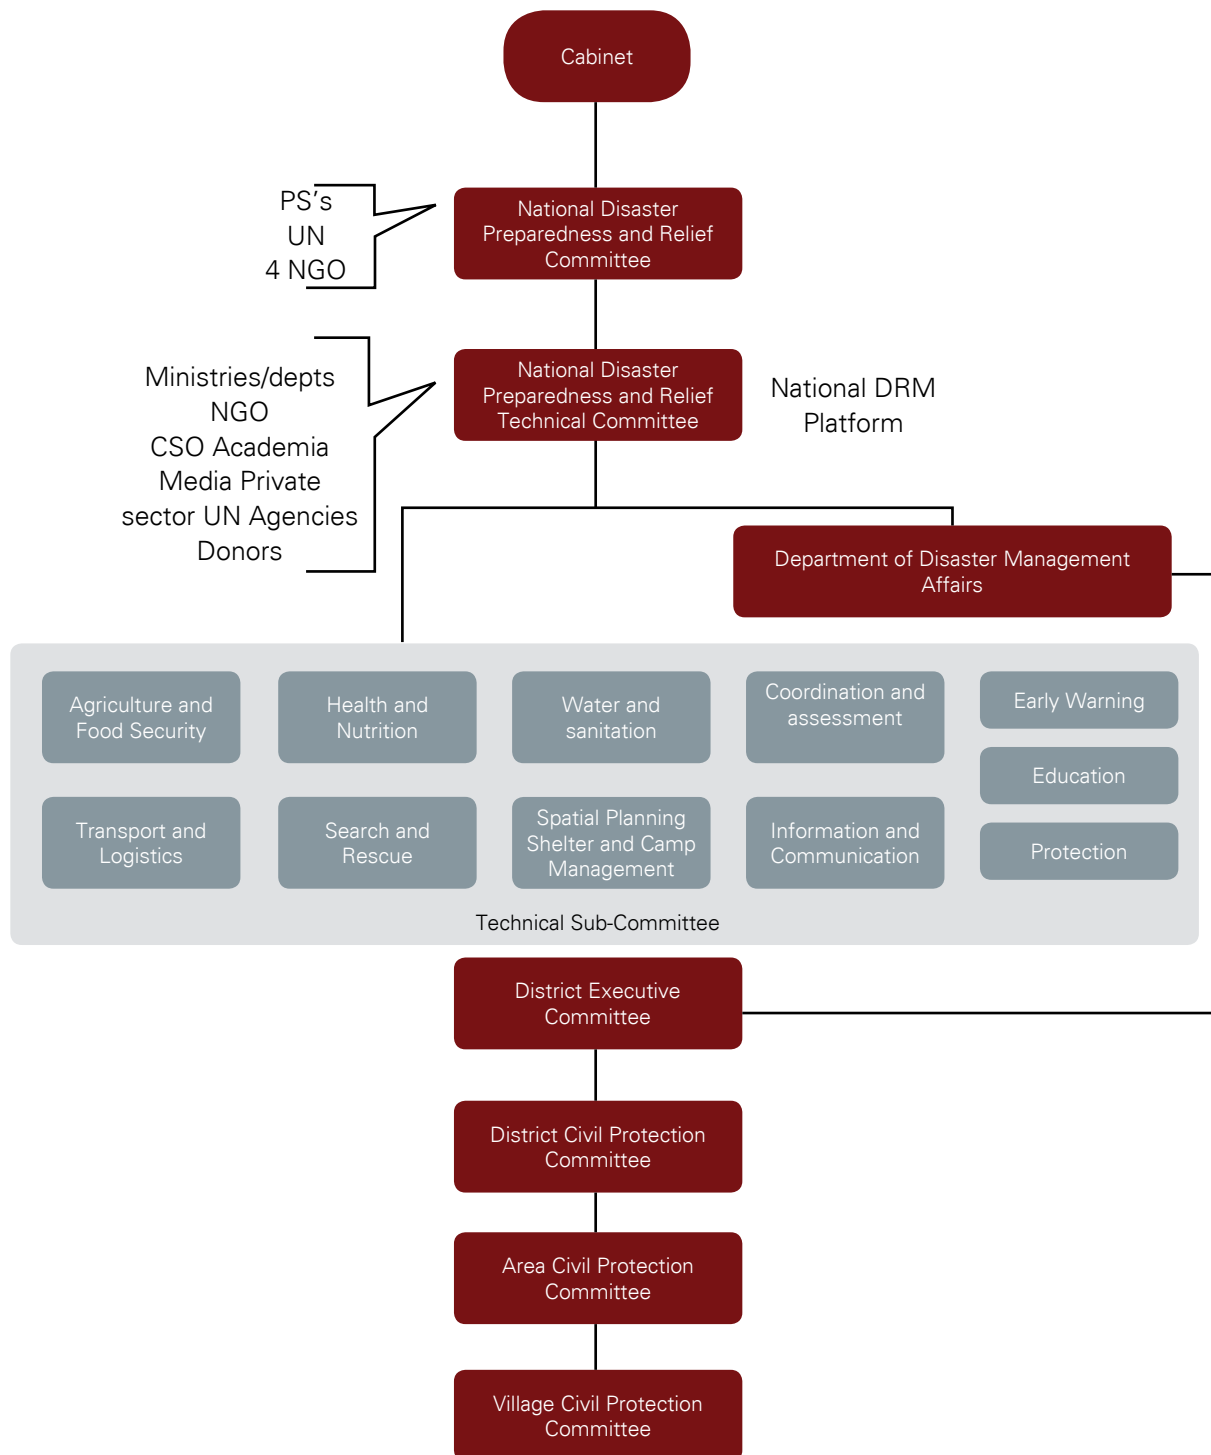 Cabinet
PS's
UN
4 NGO
National Disaster
Preparedness and Relief
Committee
Ministries/depts
NGO
CSO Academia
Media Private
sector UN Agencies
Donors
National Disaster
Preparedness and Relief
Technical Committee
National DRM
Platform
Department of Disaster Management
Affairs
Agriculture and
Food Security
Health and
Nutrition
Water and
sanitation
Coordination and
assessment
Early Warning
Education
Transport and
Logistics
Search and
Rescue
Spatial Planning
Shelter and Camp
Management
Information and
Communication
Protection
Technical Sub-Committee
District Executive
Committee
District Civil Protection
Committee
Area Civil Protection
Committee
Village Civil Protection
Committee